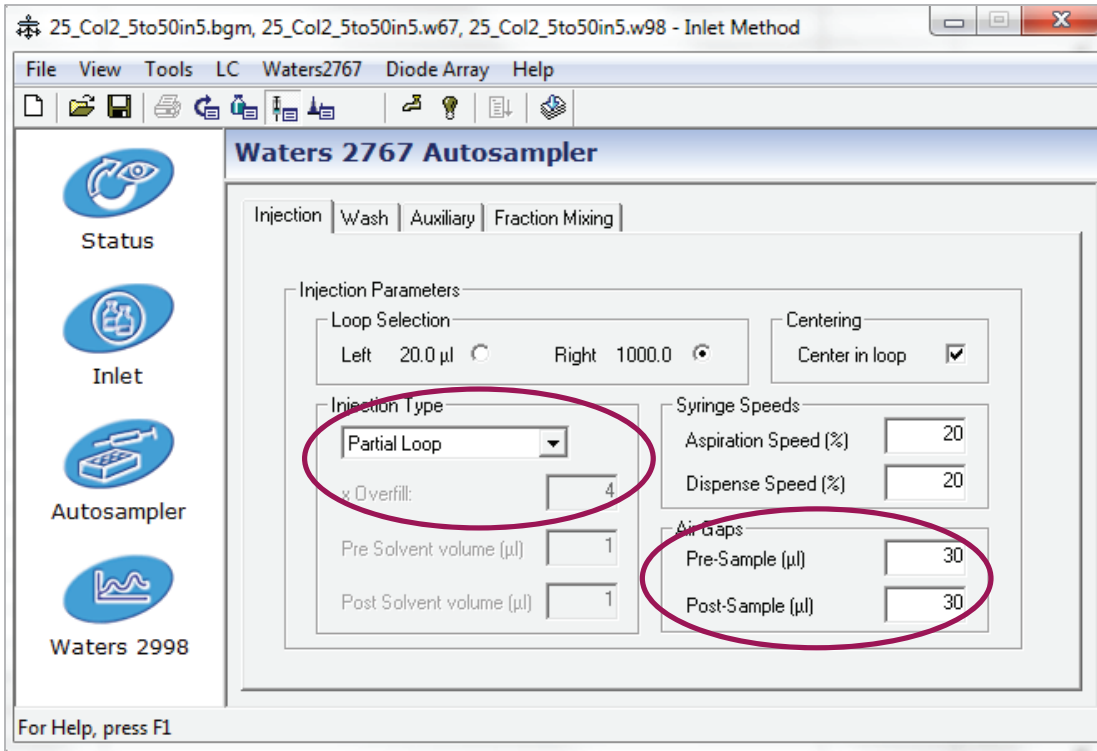 25_Col2_5to50in5.bgm, 25_Col2_5to50in5.w67, 25_Col2_5to50in5.w98 - Inlet Method
File View Tools LC Waters2767 Diode Array Help
Status
Inlet
Autosampler
Waters 2998
Waters 2767 Autosampler
Injection Wash Auxiliary Fraction Mixing
Injection Parameters
Loop Selection
Left 20.0 µl Right 1000.0
Centering
Center in loop
Injection Type
Partial Loop
x Overfill: 4
Pre Solvent volume (µl) 1
Post Solvent volume (µl) 1
Syringe Speeds
Aspiration Speed (%) 20
Dispense Speed (%) 20
Air Gaps
Pre-Sample (µl) 30
Post-Sample (µl) 30
For Help, press F1